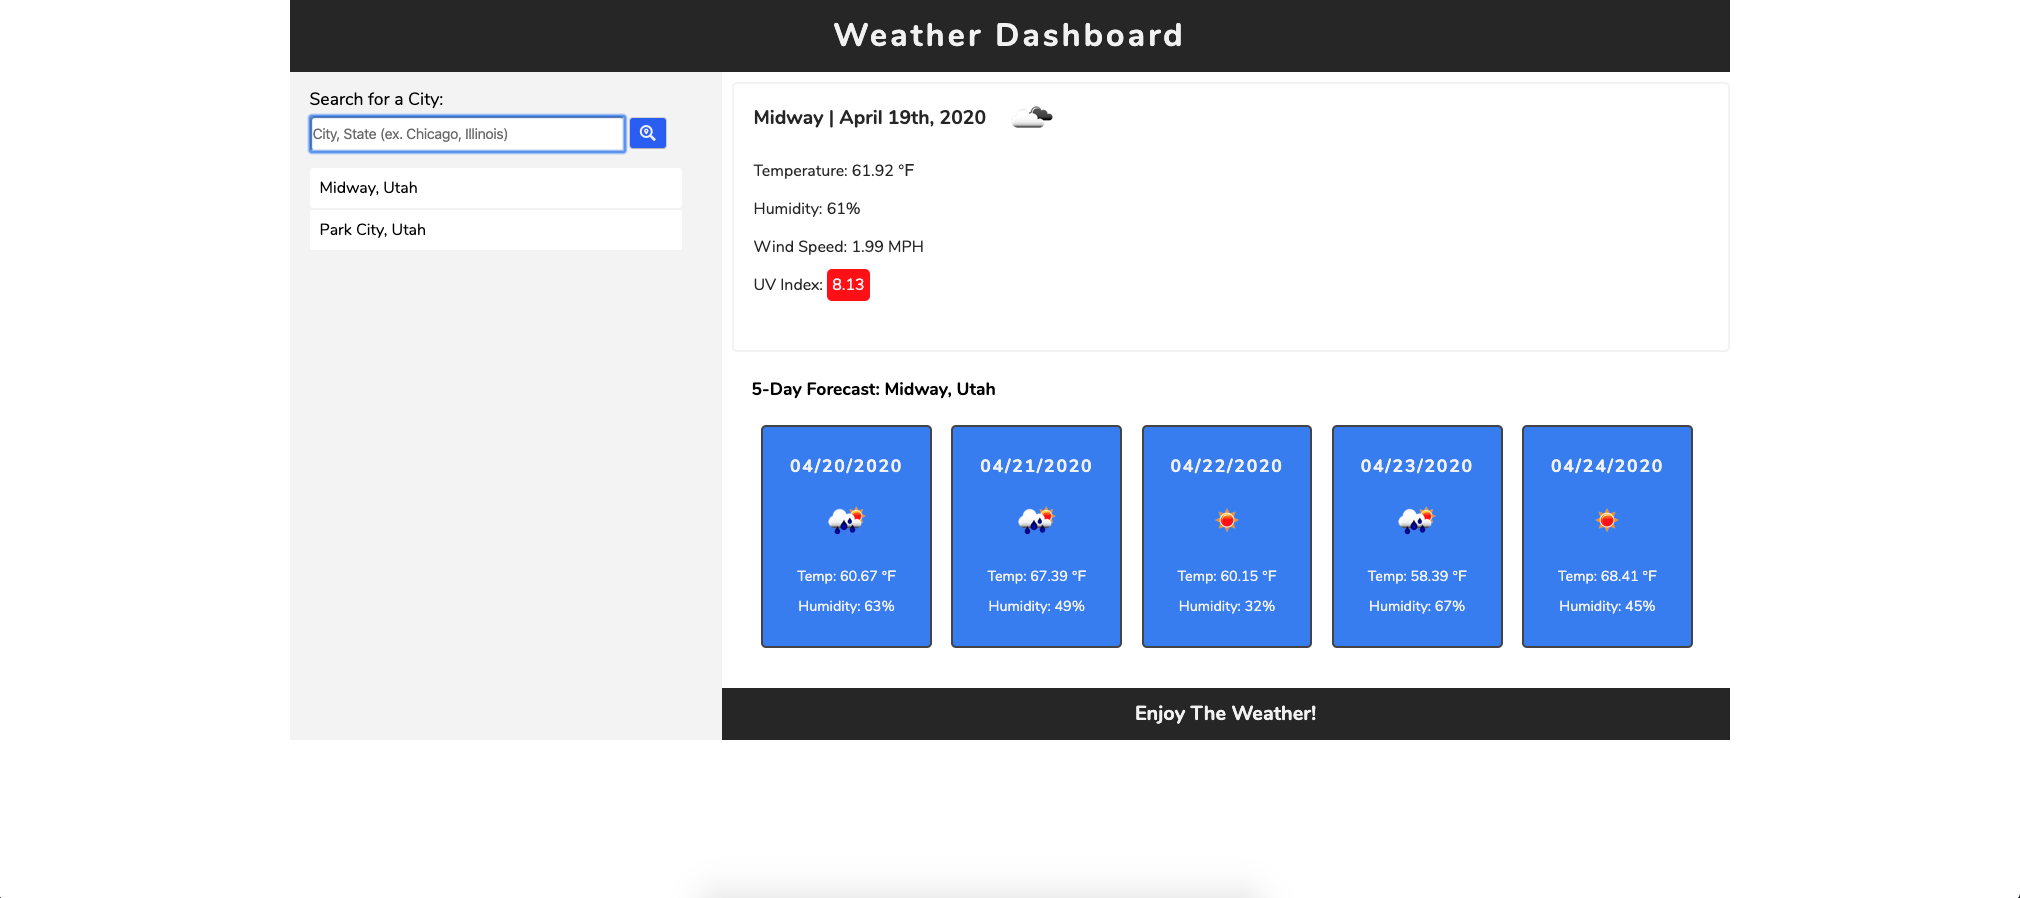 Weather Dashboard
Search for a City:
City, State (ex. Chicago, Illinois)
Midway, Utah
Park City, Utah
Midway | April 19th, 2020
Temperature: 61.92 °F
Humidity: 61%
Wind Speed: 1.99 MPH
UV Index: 8.13
5-Day Forecast: Midway, Utah
04/20/2020
Temp: 60.67 °F
Humidity: 63%
04/21/2020
Temp: 67.39 °F
Humidity: 49%
04/22/2020
Temp: 60.15 °F
Humidity: 32%
04/23/2020
Temp: 58.39 °F
Humidity: 67%
04/24/2020
Temp: 68.41 °F
Humidity: 45%
Enjoy The Weather!